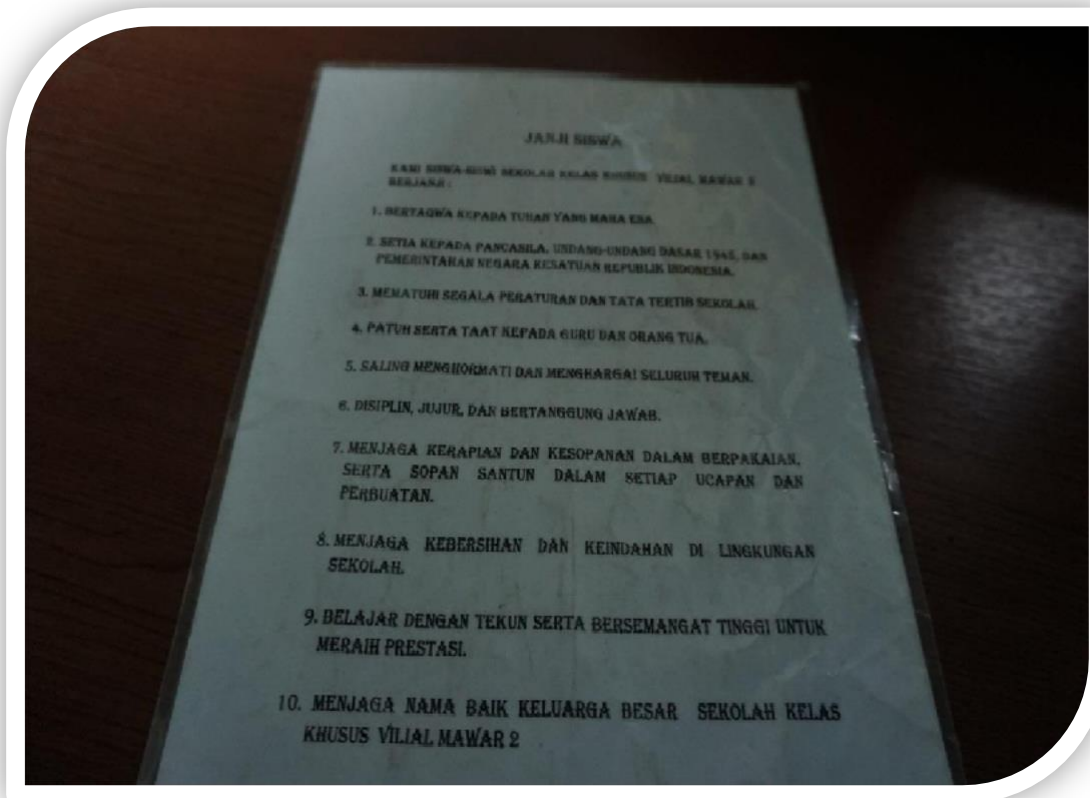 JANJI SISWA
KAMI SISWA-SISWI SEKOLAH KELAS KHUSUS VILIAL MAWAR 2
BERJANJI :
1. BERTAQWA KEPADA TUHAN YANG MAHA ESA
2. SETIA KEPADA PANCASILA, UNDANG-UNDANG DASAR 1945, DAN
PEMERINTAHAN NEGARA KESATUAN REPUBLIK INDONESIA.
3. MEMATUHI SEGALA PERATURAN DAN TATA TERTIB SEKOLAH.
4. PATUH SERTA TAAT KEPADA GURU DAN ORANG TUA.
5. SALING MENGHORMATI DAN MENGHARGAI SELURUH TEMAN.
6. DISIPLIN, JUJUR, DAN BERTANGGUNG JAWAB.
7. MENJAGA KERAPIAN DAN KESOPANAN DALAM BERPAKAIAN,
SERTA SOPAN SANTUN DALAM SETIAP UCAPAN DAN
PERBUATAN.
8. MENJAGA KEBERSIHAN DAN KEINDAHAN DI LINGKUNGAN
SEKOLAH.
9. BELAJAR DENGAN TEKUN SERTA BERSEMANGAT TINGGI UNTUK
MERAIH PRESTASI.
10. MENJAGA NAMA BAIK KELUARGA BESAR SEKOLAH KELAS
KHUSUS VILIAL MAWAR 2